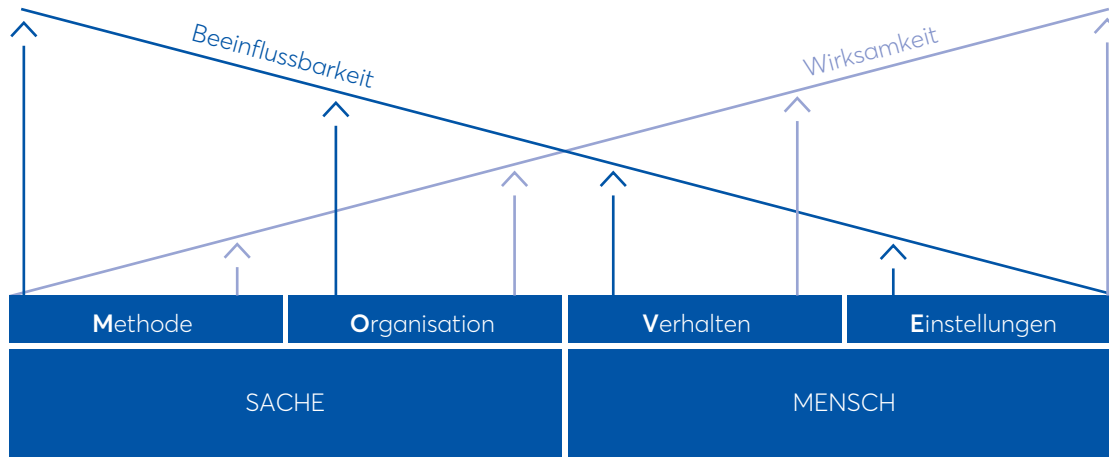 Beeinflussbarkeit
Wirksamkeit
Methode
Organisation
Verhalten
Einstellungen
SACHE
MENSCH